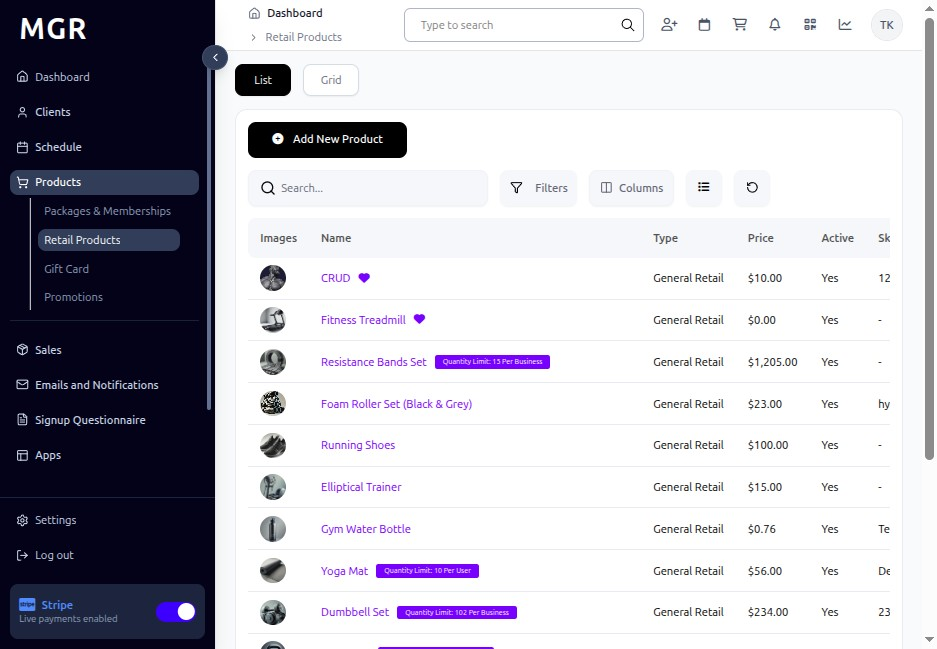 MGR
Dashboard
Clients
Schedule
Products
Packages & Memberships
Retail Products
Gift Card
Promotions
Sales
Emails and Notifications
Signup Questionnaire
Apps
Settings
Log out
stripe Stripe
Live payments enabled
Dashboard
Retail Products
Type to search
TK
List Grid
Add New Product
Search...
Filters
Columns
Images Name Type Price Active Sk
CRUD General Retail $10.00 Yes 12
Fitness Treadmill General Retail $0.00 Yes -
Resistance Bands Set Quantity Limit: 15 Per Business General Retail $1,205.00 Yes -
Foam Roller Set (Black & Grey) General Retail $23.00 Yes hy
Running Shoes General Retail $100.00 Yes -
Elliptical Trainer General Retail $15.00 Yes -
Gym Water Bottle General Retail $0.76 Yes Te
Yoga Mat Quantity Limit: 10 Per User General Retail $56.00 Yes De
Dumbbell Set Quantity Limit: 102 Per Business General Retail $234.00 Yes 23